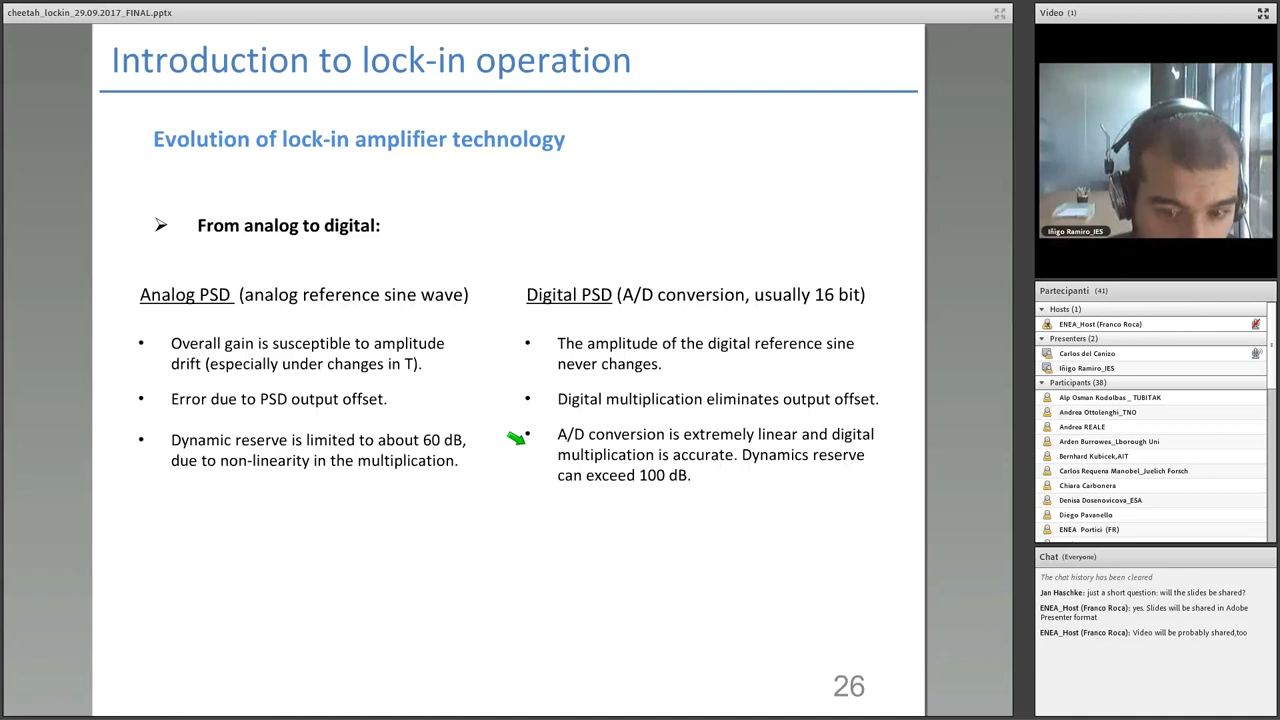 cheetah_lockin_29.09.2017_FINAL.pptx
Introduction to lock-in operation
Evolution of lock-in amplifier technology
From analog to digital:
Analog PSD (analog reference sine wave)
Overall gain is susceptible to amplitude
drift (especially under changes in T).
Error due to PSD output offset.
Dynamic reserve is limited to about 60 dB,
due to non-linearity in the multiplication.
Digital PSD (A/D conversion, usually 16 bit)
The amplitude of the digital reference sine
never changes.
Digital multiplication eliminates output offset.
A/D conversion is extremely linear and digital
multiplication is accurate. Dynamics reserve
can exceed 100 dB.
26
Video (1)
Iñigo Ramiro_IES
Partecipanti (41)
Hosts (1)
ENEA_Host (Franco Roca)
Presenters (2)
Carlos del Canizo
Iñigo Ramiro_IES
Participants (38)
Alp Osman Kodolbas _ TUBITAK
Andrea Ottolenghi_TNO
Andrea REALE
Arden Burrowes_Lborough Uni
Bernhard Kubicek,AIT
Carlos Requena Manobel_Juelich Forsch
Chiara Carbonera
Denisa Dosenovicova_ESA
Diego Pavanello
ENEA Portici (FR)
Chat (Everyone)
The chat history has been cleared
Jan Haschke: just a short question: will the slides be shared?
ENEA_Host (Franco Roca): yes. Slides will be shared in Adobe
Presenter format
ENEA_Host (Franco Roca): Video will be probably shared,too